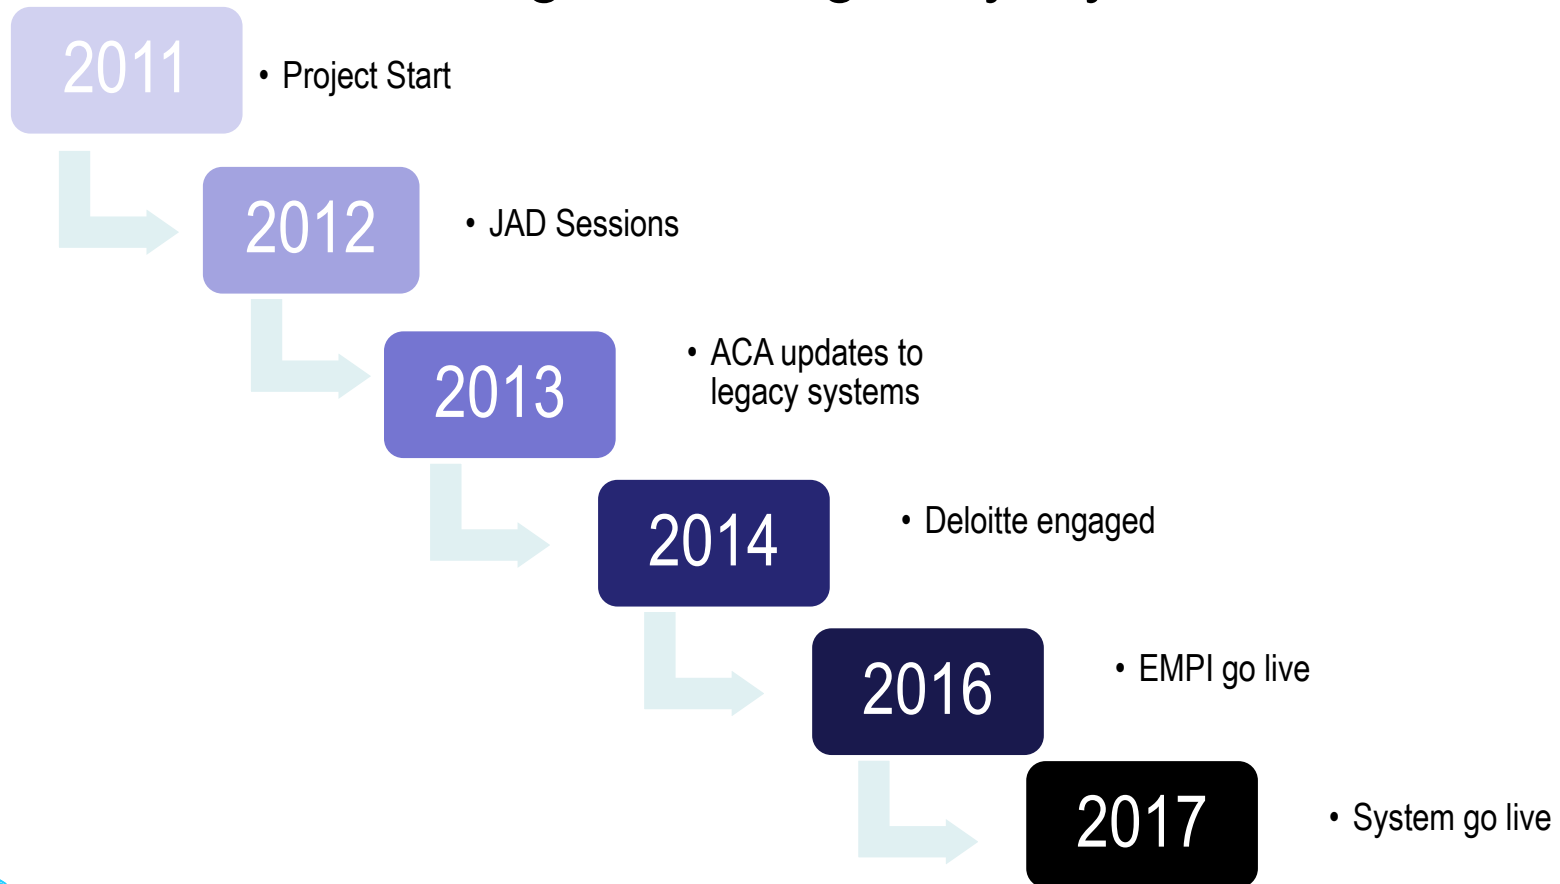 2011
• Project Start
2012
• JAD Sessions
2013
• ACA updates to
legacy systems
2014
• Deloitte engaged
2016
• EMPI go live
2017
• System go live